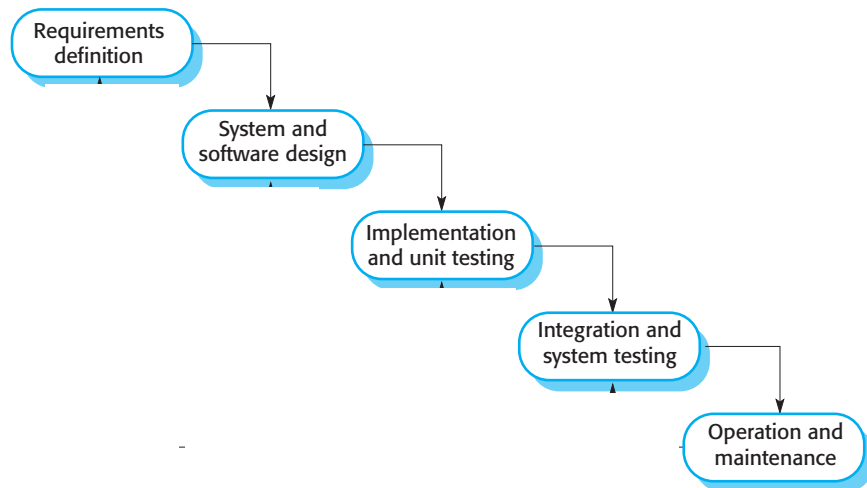 Requirements
definition
System and
software design
Implementation
and unit testing
Integration and
system testing
Operation and
maintenance